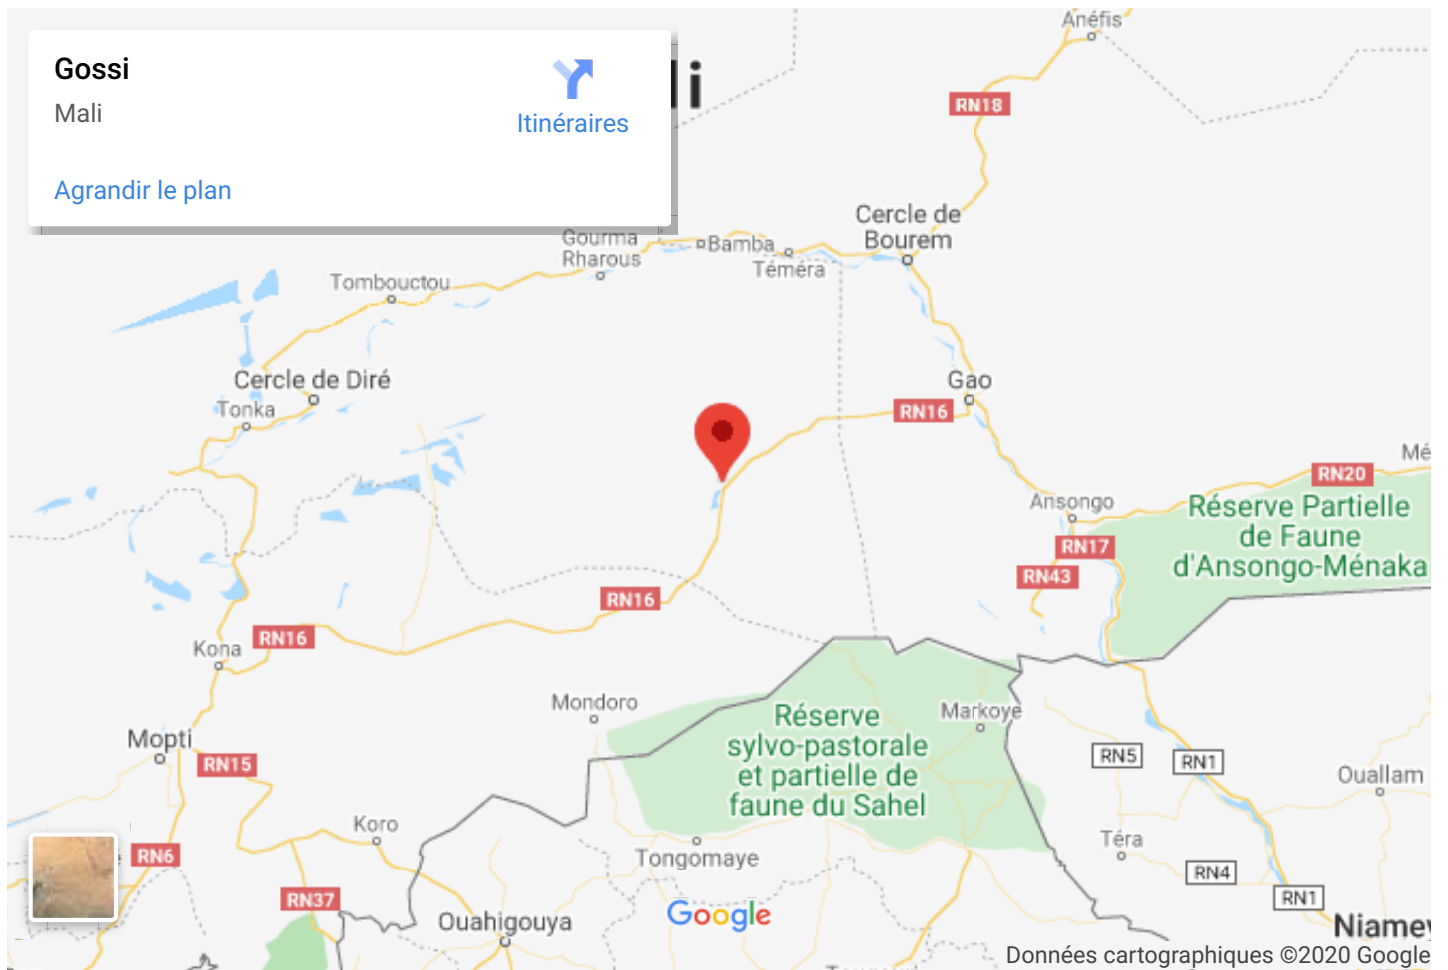 Gossi
Mali
Itinéraires
Agrandir le plan
li
Anéfis
RN18
Cercle de
Bourem
Gourma
Rharous
Bamba
Téméra
Tombouctou
Cercle de Diré
Tonka
Gao
RN16
Mé
RN20
Ansongo
Réserve Partielle
de Faune
d'Ansongo-Ménaka
RN17
RN43
RN16
RN16
Kona
Mondoro
Réserve
sylvo-pastorale
et partielle de
faune du Sahel
Markoye
Mopti
RN15
RN5
RN1
Ouallam
Koro
Téra
RN6
Tongomaye
RN4
RN37
RN1
Ouahigouya
Google
Niamey
Données cartographiques ©2020 Google